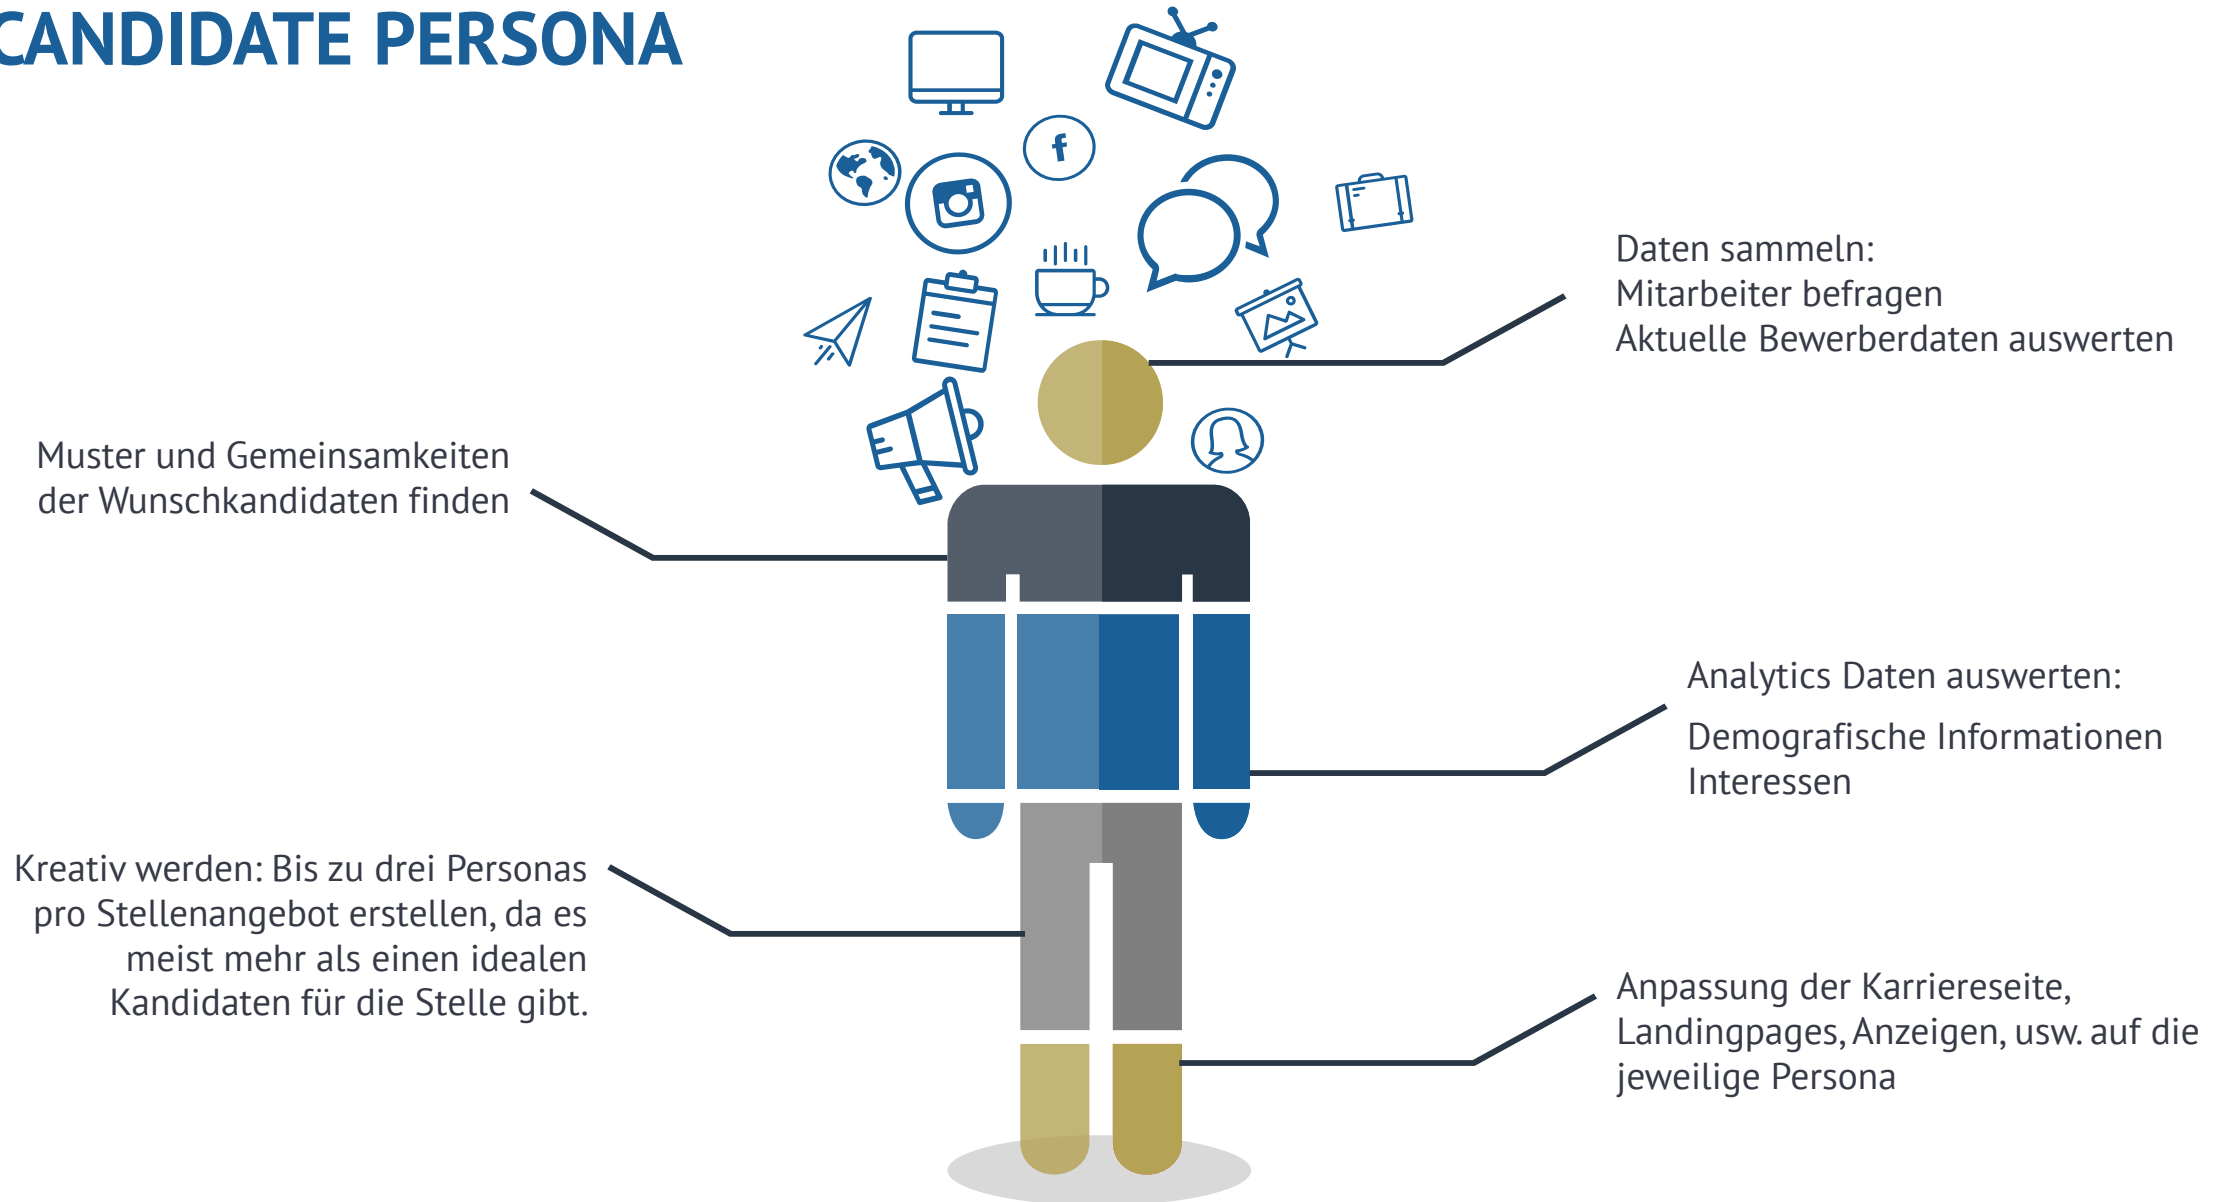 CANDIDATE PERSONA
f
Daten sammeln:
Mitarbeiter befragen
Aktuelle Bewerberdaten auswerten
Muster und Gemeinsamkeiten
der Wunschkandidaten finden
Analytics Daten auswerten:
Demografische Informationen
Interessen
Kreativ werden: Bis zu drei Personas
pro Stellenangebot erstellen, da es
meist mehr als einen idealen
Kandidaten für die Stelle gibt.
Anpassung der Karriereseite,
Landingpages, Anzeigen, usw. auf die
jeweilige Persona